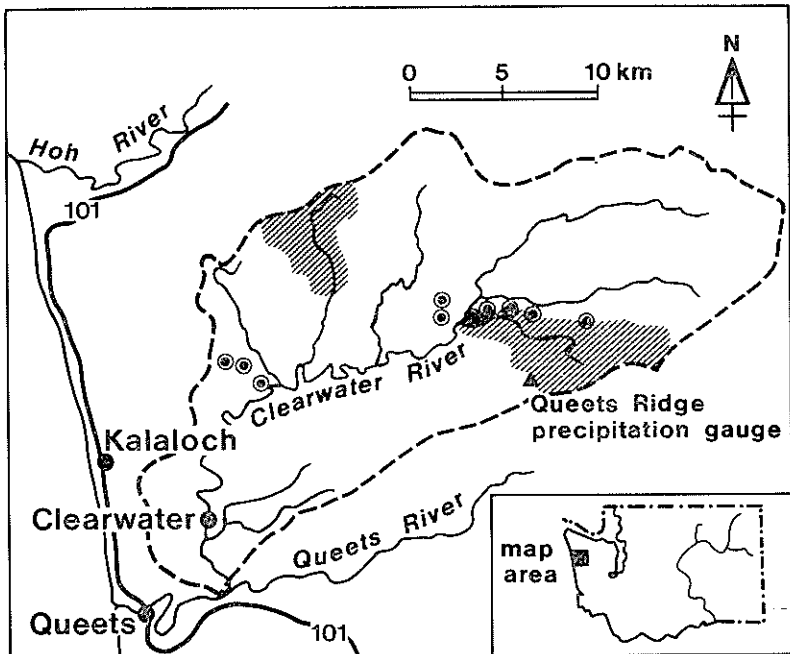 N
0 5 10 km
Hoh River
101
Clearwater River
Queets Ridge
precipitation gauge
Kalaloch
Clearwater
Queets River
map
area
Queets
101